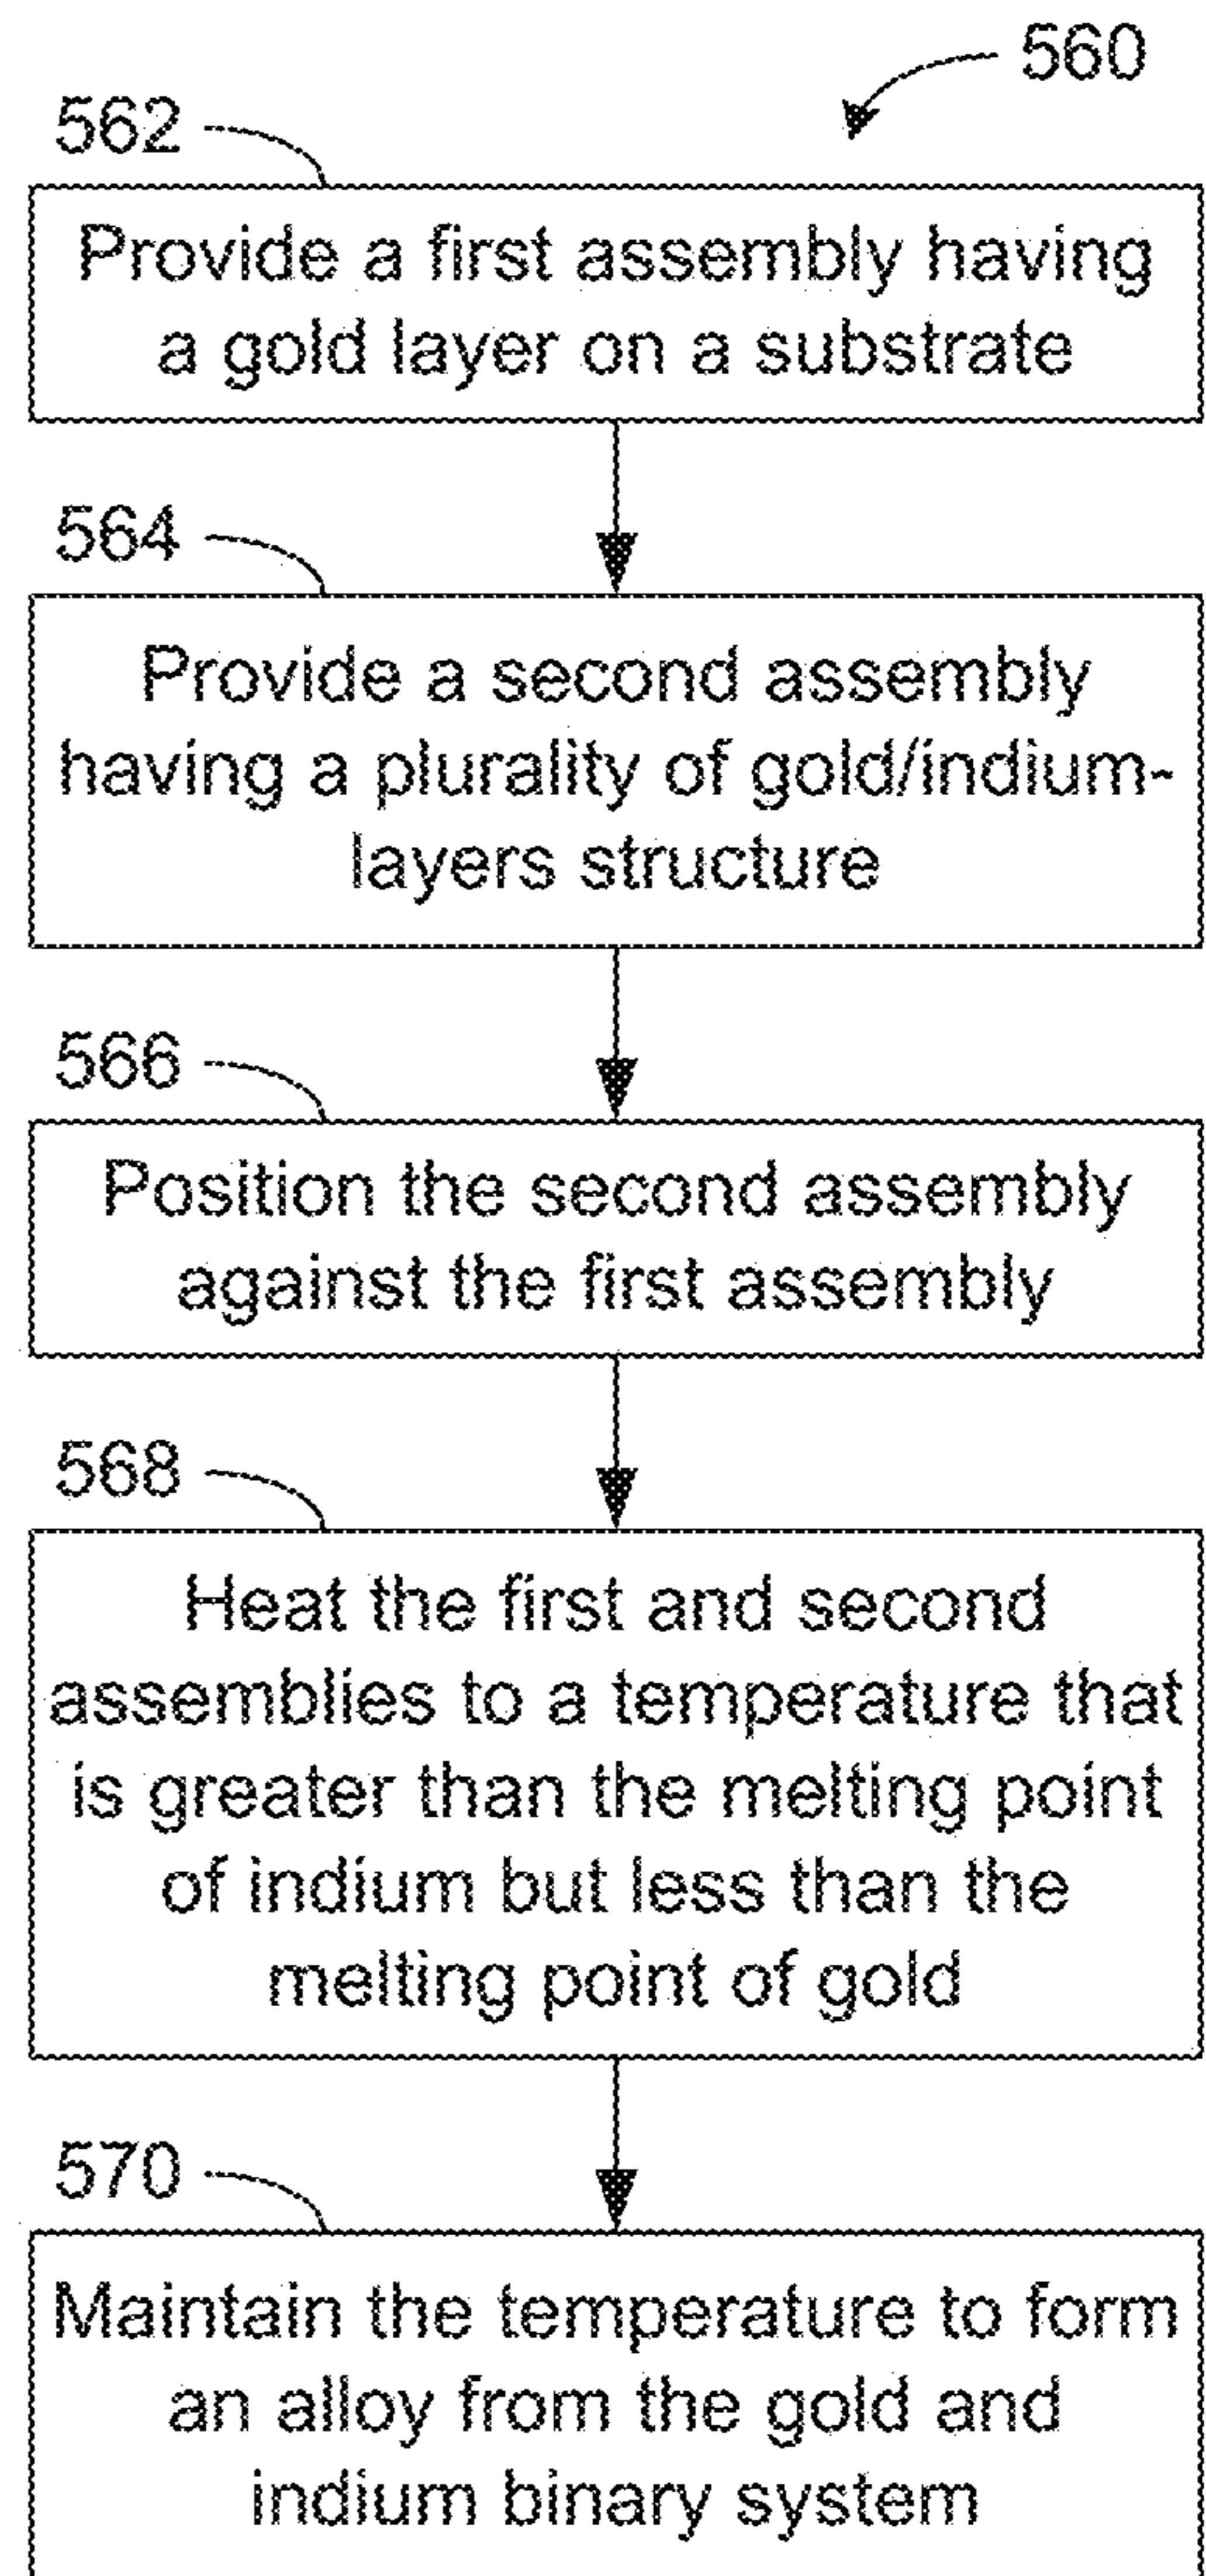 560
562
Provide a first assembly having
a gold layer on a substrate
564
Provide a second assembly
having a plurality of gold/indium-
layers structure
566
Position the second assembly
against the first assembly
568
Heat the first and second
assemblies to a temperature that
is greater than the melting point
of indium but less than the
melting point of gold
570
Maintain the temperature to form
an alloy from the gold and
indium binary system